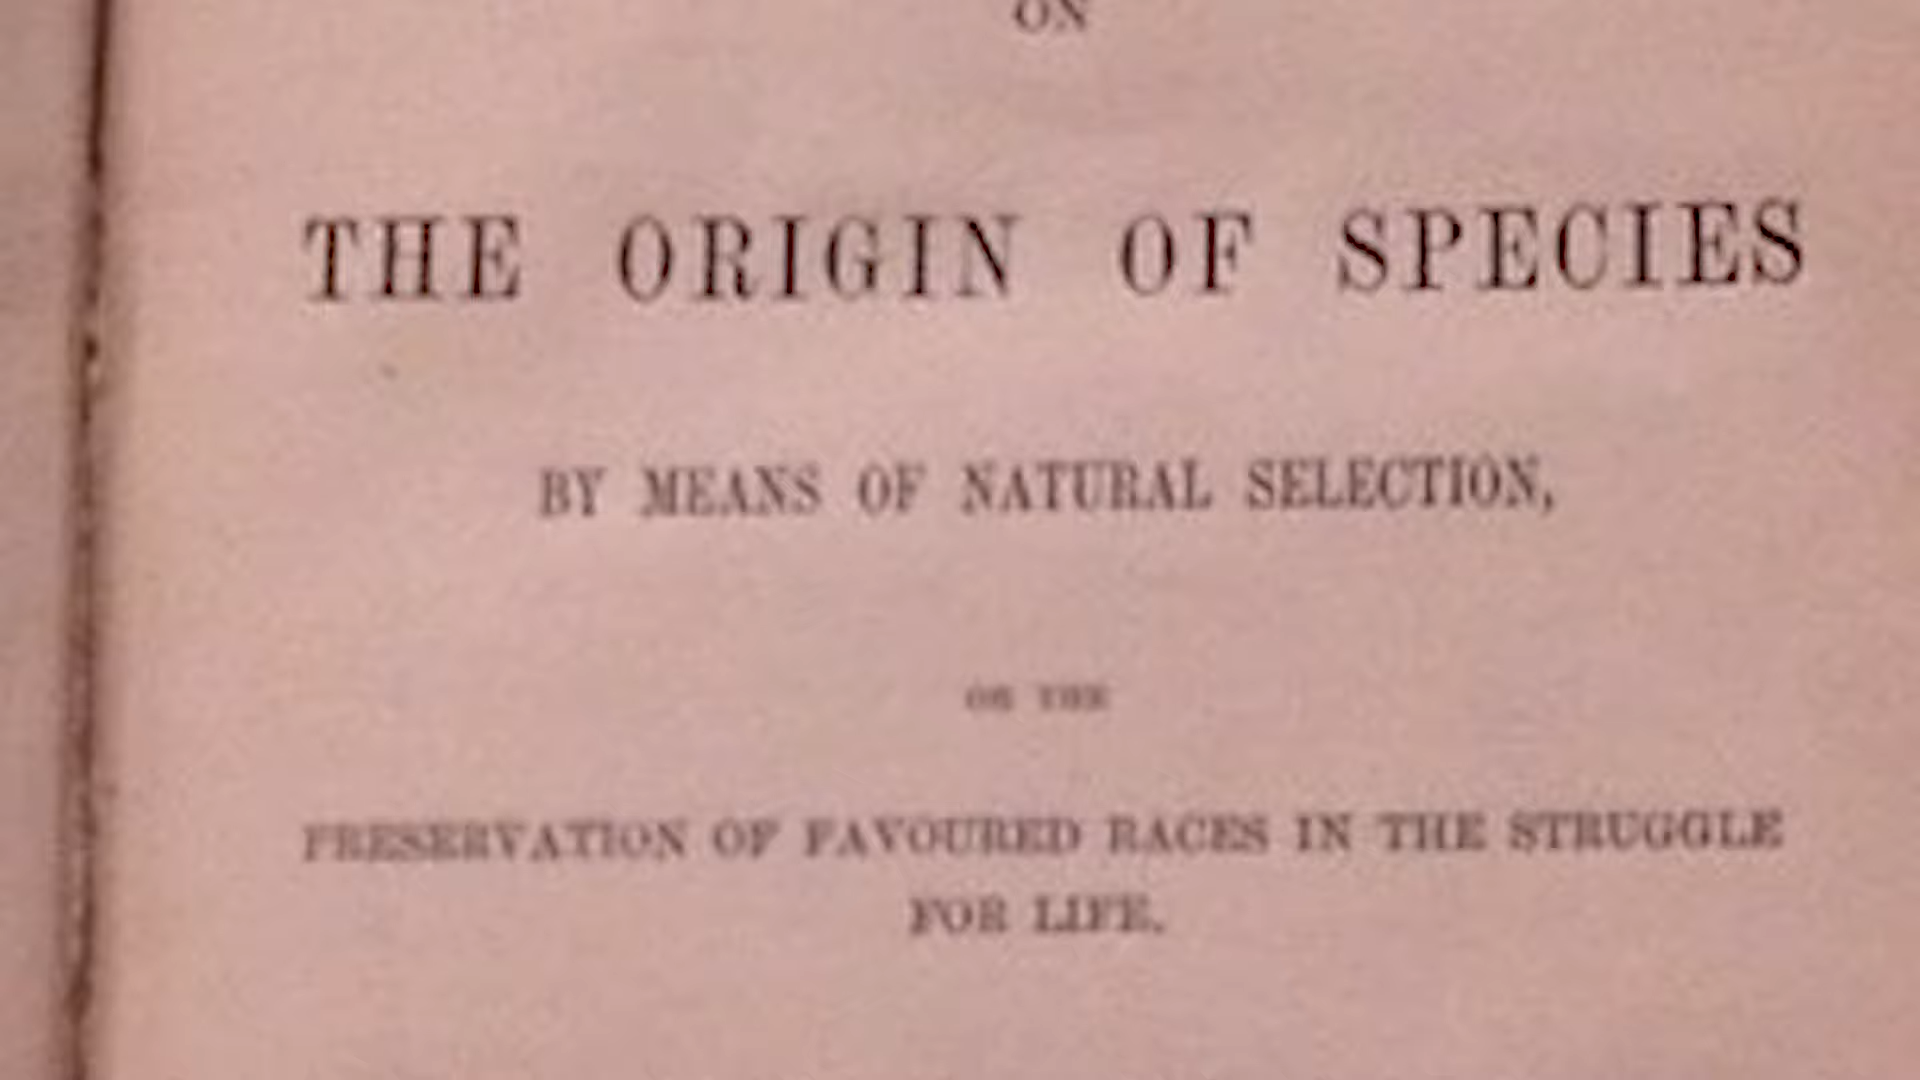 ON
THE ORIGIN OF SPECIES
BY MEANS OF NATURAL SELECTION,
OR THE
PRESERVATION OF FAVOURED RACES IN THE STRUGGLE
FOR LIFE.